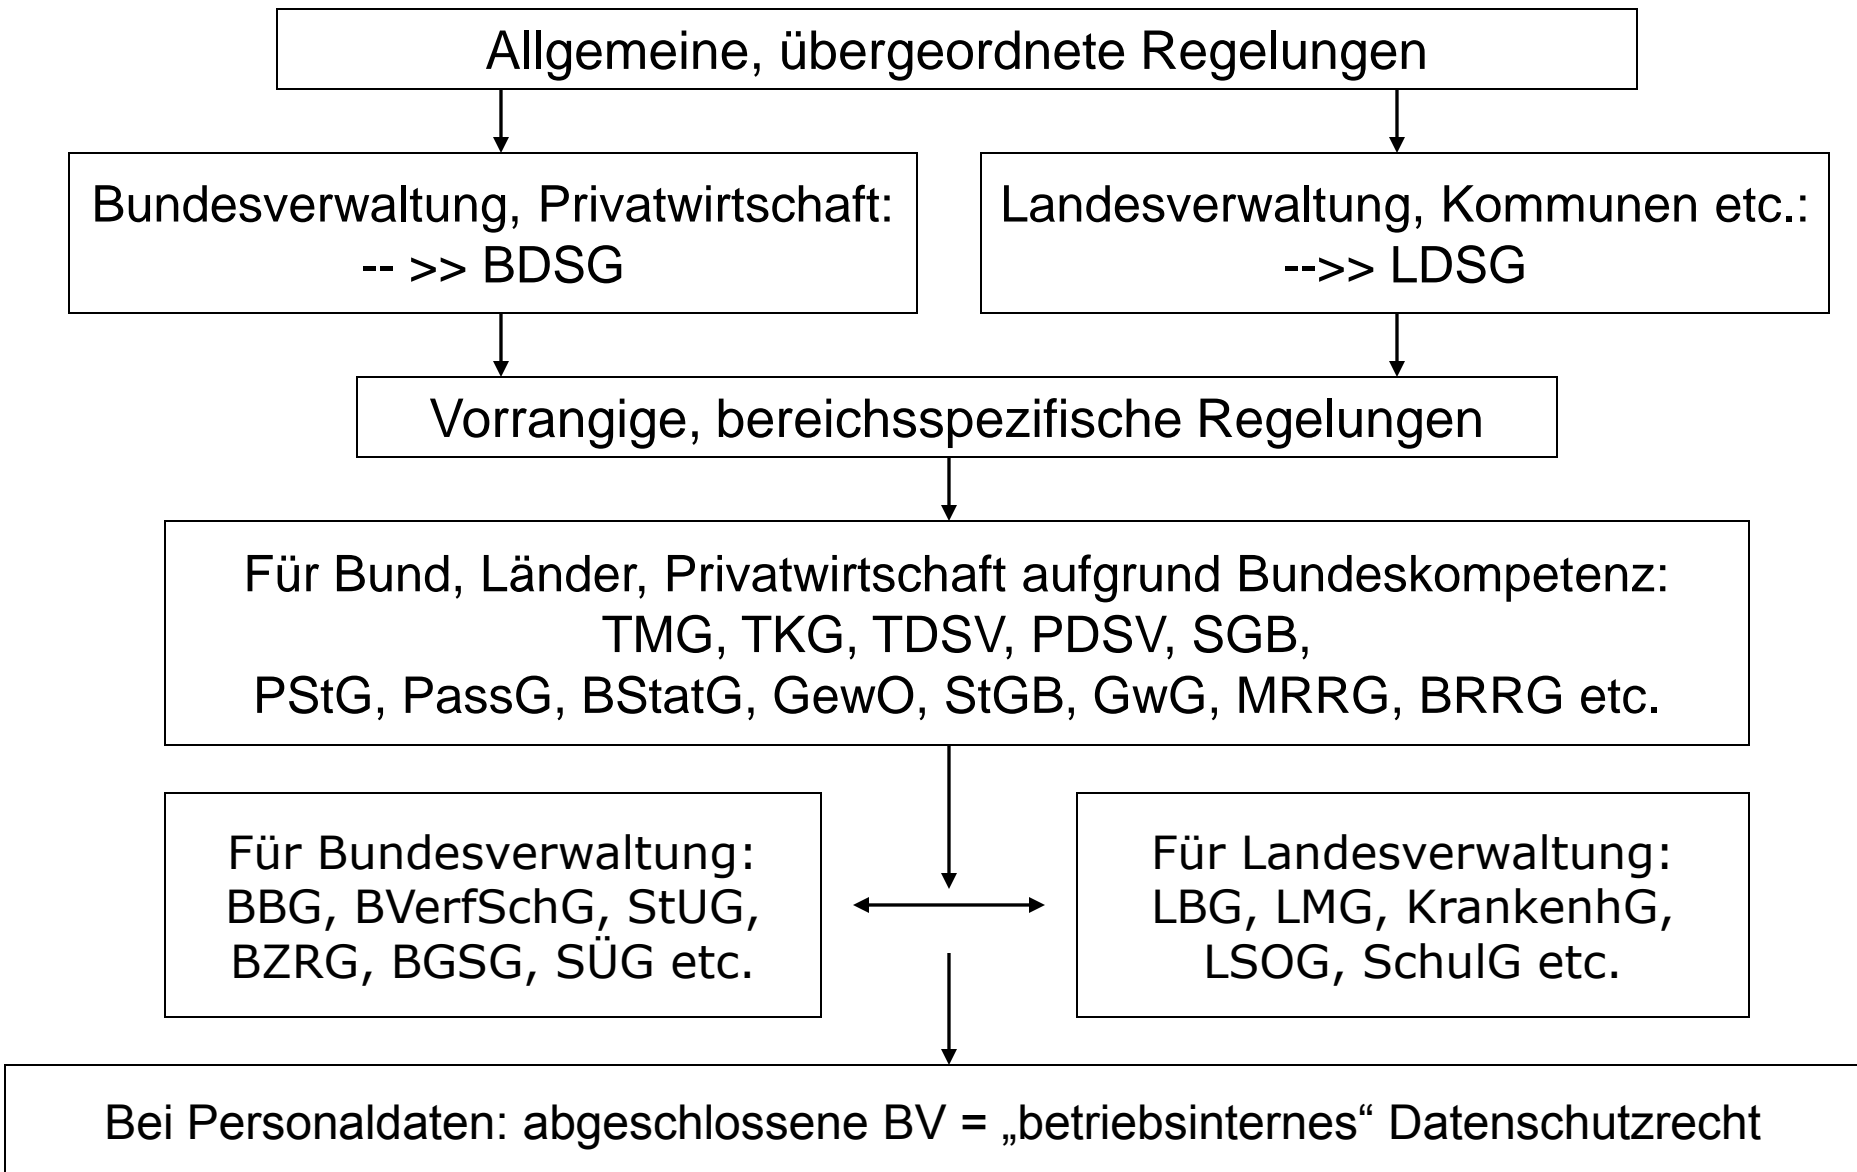 Allgemeine, übergeordnete Regelungen
Bundesverwaltung, Privatwirtschaft:
-- >> BDSG
Landesverwaltung, Kommunen etc.:
-->> LDSG
Vorrangige, bereichsspezifische Regelungen
Für Bund, Länder, Privatwirtschaft aufgrund Bundeskompetenz:
TMG, TKG, TDSV, PDSV, SGB,
PStG, PassG, BStatG, GewO, StGB, GwG, MRRG, BRRG etc.
Für Bundesverwaltung:
BBG, BVerfSchG, StUG,
BZRG, BGSG, SÜG etc.
Für Landesverwaltung:
LBG, LMG, KrankenhG,
LSOG, SchulG etc.
Bei Personaldaten: abgeschlossene BV = „betriebsinternes“ Datenschutzrecht